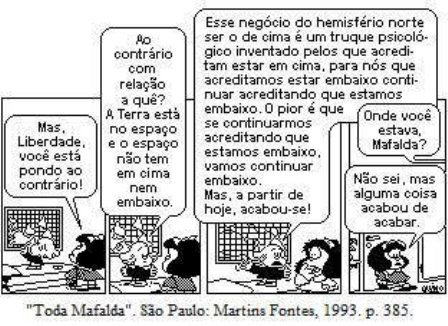 Mas,
Liberdade,
você está
pondo ao
contrário!
Ao
contrário
com
relação
a quê?
A Terra está
no espaço
e o espaço
não tem
em cima
nem
embaixo.
Esse negócio do hemisfério norte
ser o de cima é um truque psicoló-
gico inventado pelos que acredi-
tam estar em cima, para nós que
acreditamos estar embaixo conti-
nuar acreditando que estamos
embaixo. O pior é que
se continuarmos
acreditando que
estamos embaixo,
vamos continuar
embaixo.
Mas, a partir de
hoje, acabou-se!
Onde você
estava,
Mafalda?
Não sei, mas
alguma coisa
acabou de
acabar.
QUINO
"Toda Mafalda". São Paulo: Martins Fontes, 1993. p. 385.